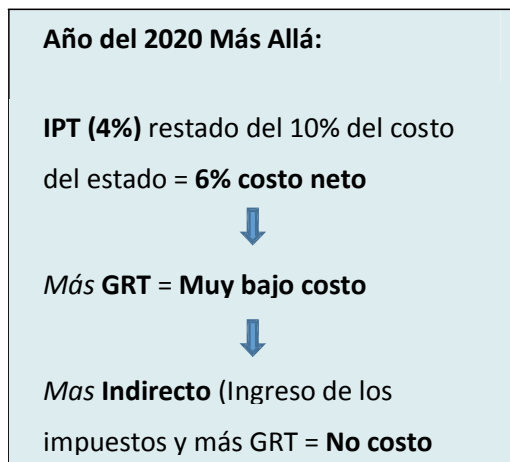 Año del 2020 Más Allá:
IPT (4%) restado del 10% del costo
del estado = 6% costo neto
Más GRT = Muy bajo costo
Mas Indirecto (Ingreso de los
impuestos y más GRT = No costo